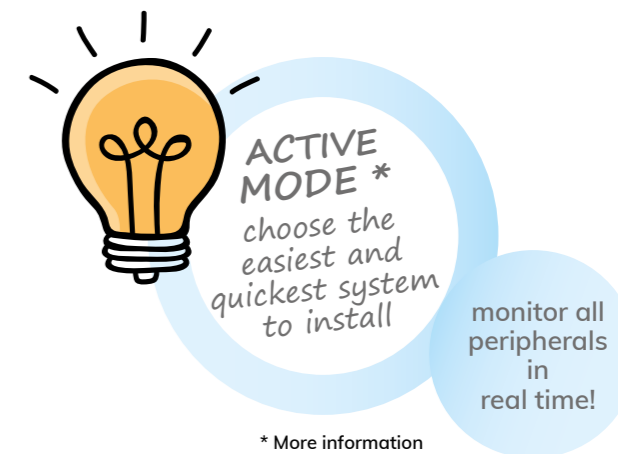 ACTIVE
MODE *
choose the
easiest and
quickest system
to install
monitor all
peripherals
in
real time!
* More information